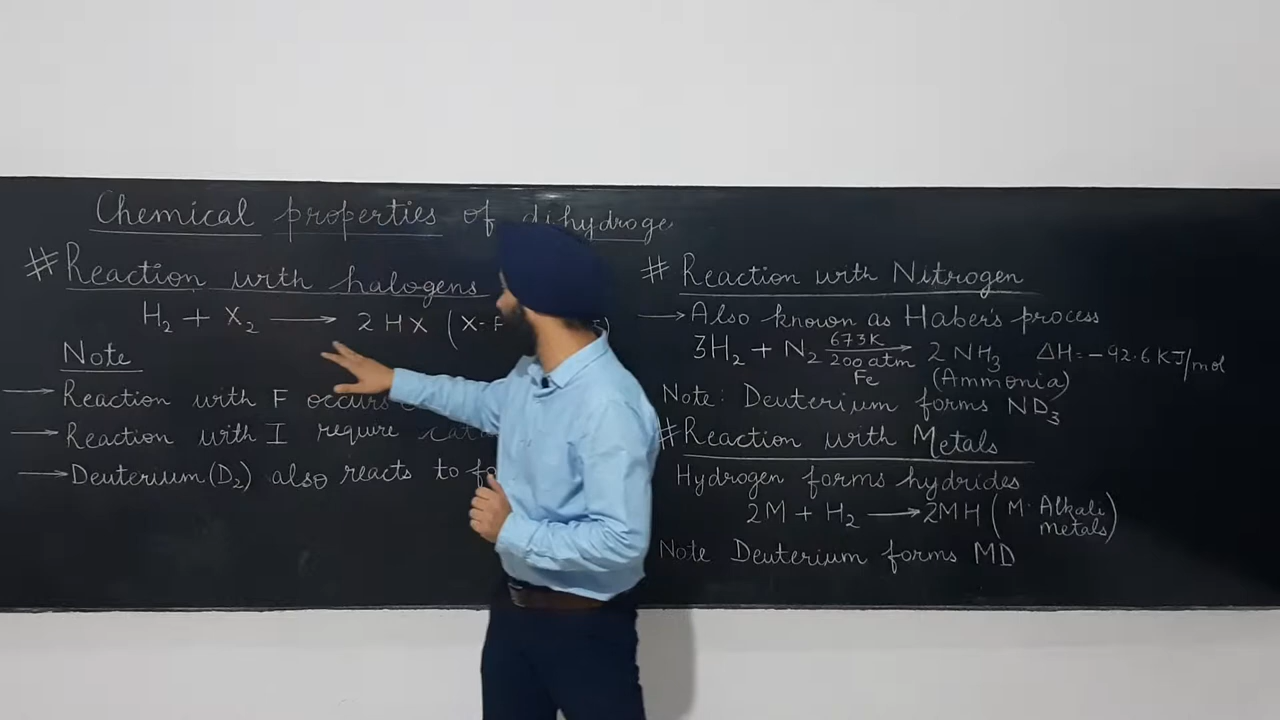 Chemical properties of dihydroge
# Reaction with halogens
H₂ + X₂ ⟶ 2HX (X-F
Note
→ Reaction with F occurs
→ Reaction with I require
→ Deuterium (D₂) also reacts to
# Reaction with Nitrogen
→ Also known as Haber's process
3H₂ + N₂ 673K ⟶ 2NH₃ ΔH = -92.6 KJ/mol
200 atm
Fe (Ammonia)
Note: Deuterium forms ND₃
# Reaction with Metals
Hydrogen forms hydrides
2M + H₂ ⟶ 2MH (M. Alkali metals)
Note Deuterium forms MD